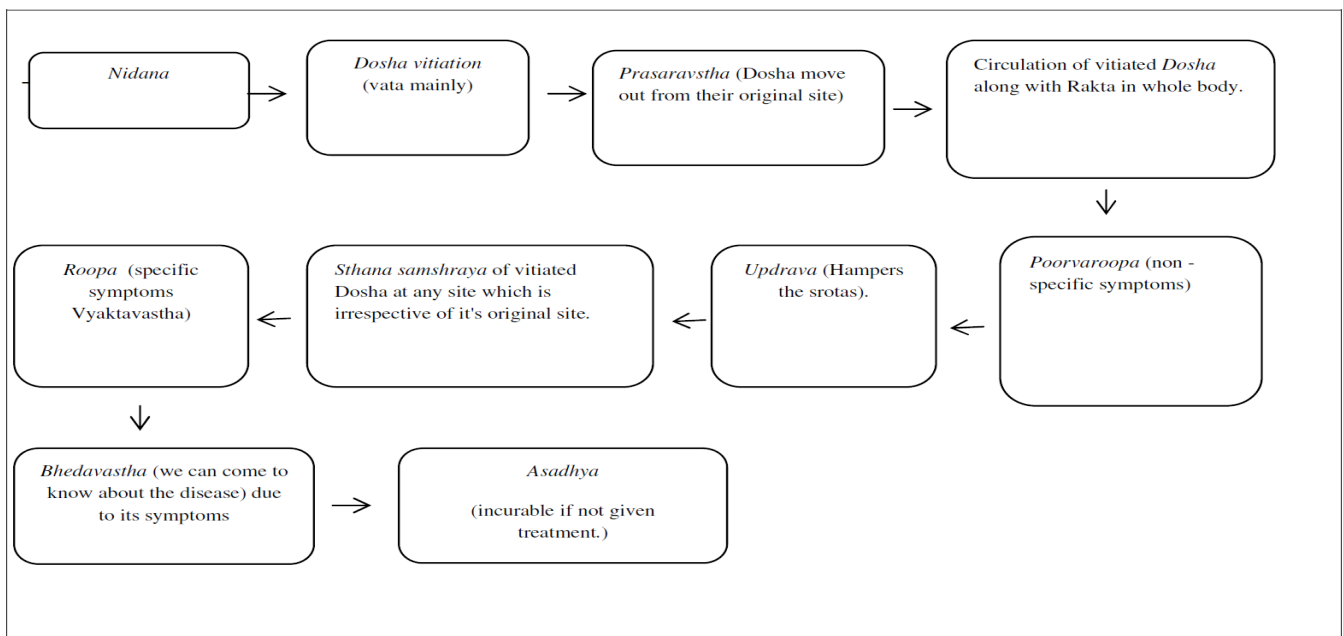 Nidana
Dosha vitiation
(vata mainly)
Prasaravstha (Dosha move
out from their original site)
Circulation of vitiated Dosha
along with Rakta in whole body.
Poorvaroopa (non -
specific symptoms)
Updrava (Hampers
the srotas).
Sthana samshraya of vitiated
Dosha at any site which is
irrespective of it's original site.
Roopa (specific
symptoms
Vyaktavastha)
Bhedavastha (we can come to
know about the disease) due
to its symptoms
Asadhya
(incurable if not given
treatment.)